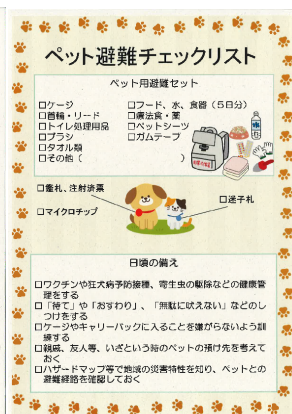 ペット避難チェックリスト
ペット用避難セット
□ケージ
□首輪・リード
□トイレ処理用品
□ブラシ
□タオル類
□その他（　　　　　　　　　　　　）
□フード、水、食器（５日分）
□療法食・薬
□ペットシーツ
□ガムテープ
□鑑札、注射済票
□マイクロチップ
□迷子札
日頃の備え
□ワクチンや狂犬病予防接種、寄生虫の駆除などの健康管
理をする
□「待て」や「おすわり」、「無駄に吠えない」などのし
つけをする
□ケージやキャリーバックに入ることを嫌がらないよう訓
練する
□親戚、友人等、いざという時のペットの預け先を考えて
おく
□ハザードマップ等で地域の災害特性を知り、ペットとの
避難経路を確認しておく